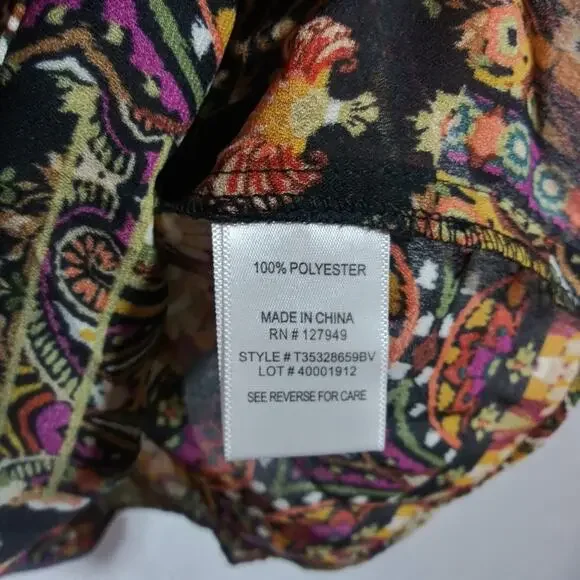 100% POLYESTER
MADE IN CHINA
RN # 127949
STYLE # T35328659BV
LOT # 40001912
SEE REVERSE FOR CARE